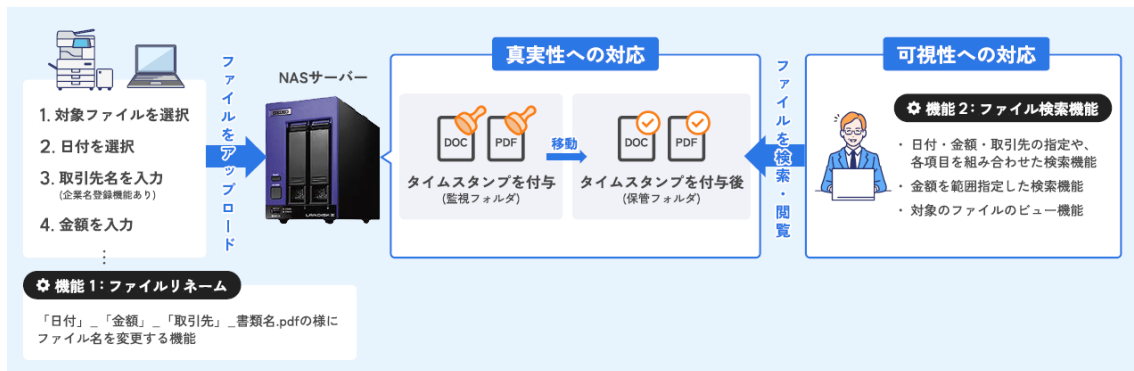 1. 対象ファイルを選択
2. 日付を選択
3. 取引先名を入力
(企業名登録機能あり)
4. 金額を入力
機能1:ファイルリネーム
「日付」_「金額」_「取引先」_書類名.pdfの様に
ファイル名を変更する機能
ファイルをアップロード
NASサーバー
真実性への対応
DOC
PDF
タイムスタンプを付与
(監視フォルダ)
移動
DOC
PDF
タイムスタンプを付与後
(保管フォルダ)
ファイルを検索・閲覧
可視性への対応
機能2:ファイル検索機能
・ 日付・金額・取引先の指定や、
各項目を組み合わせた検索機能
・ 金額を範囲指定した検索機能
・ 対象のファイルのビュー機能